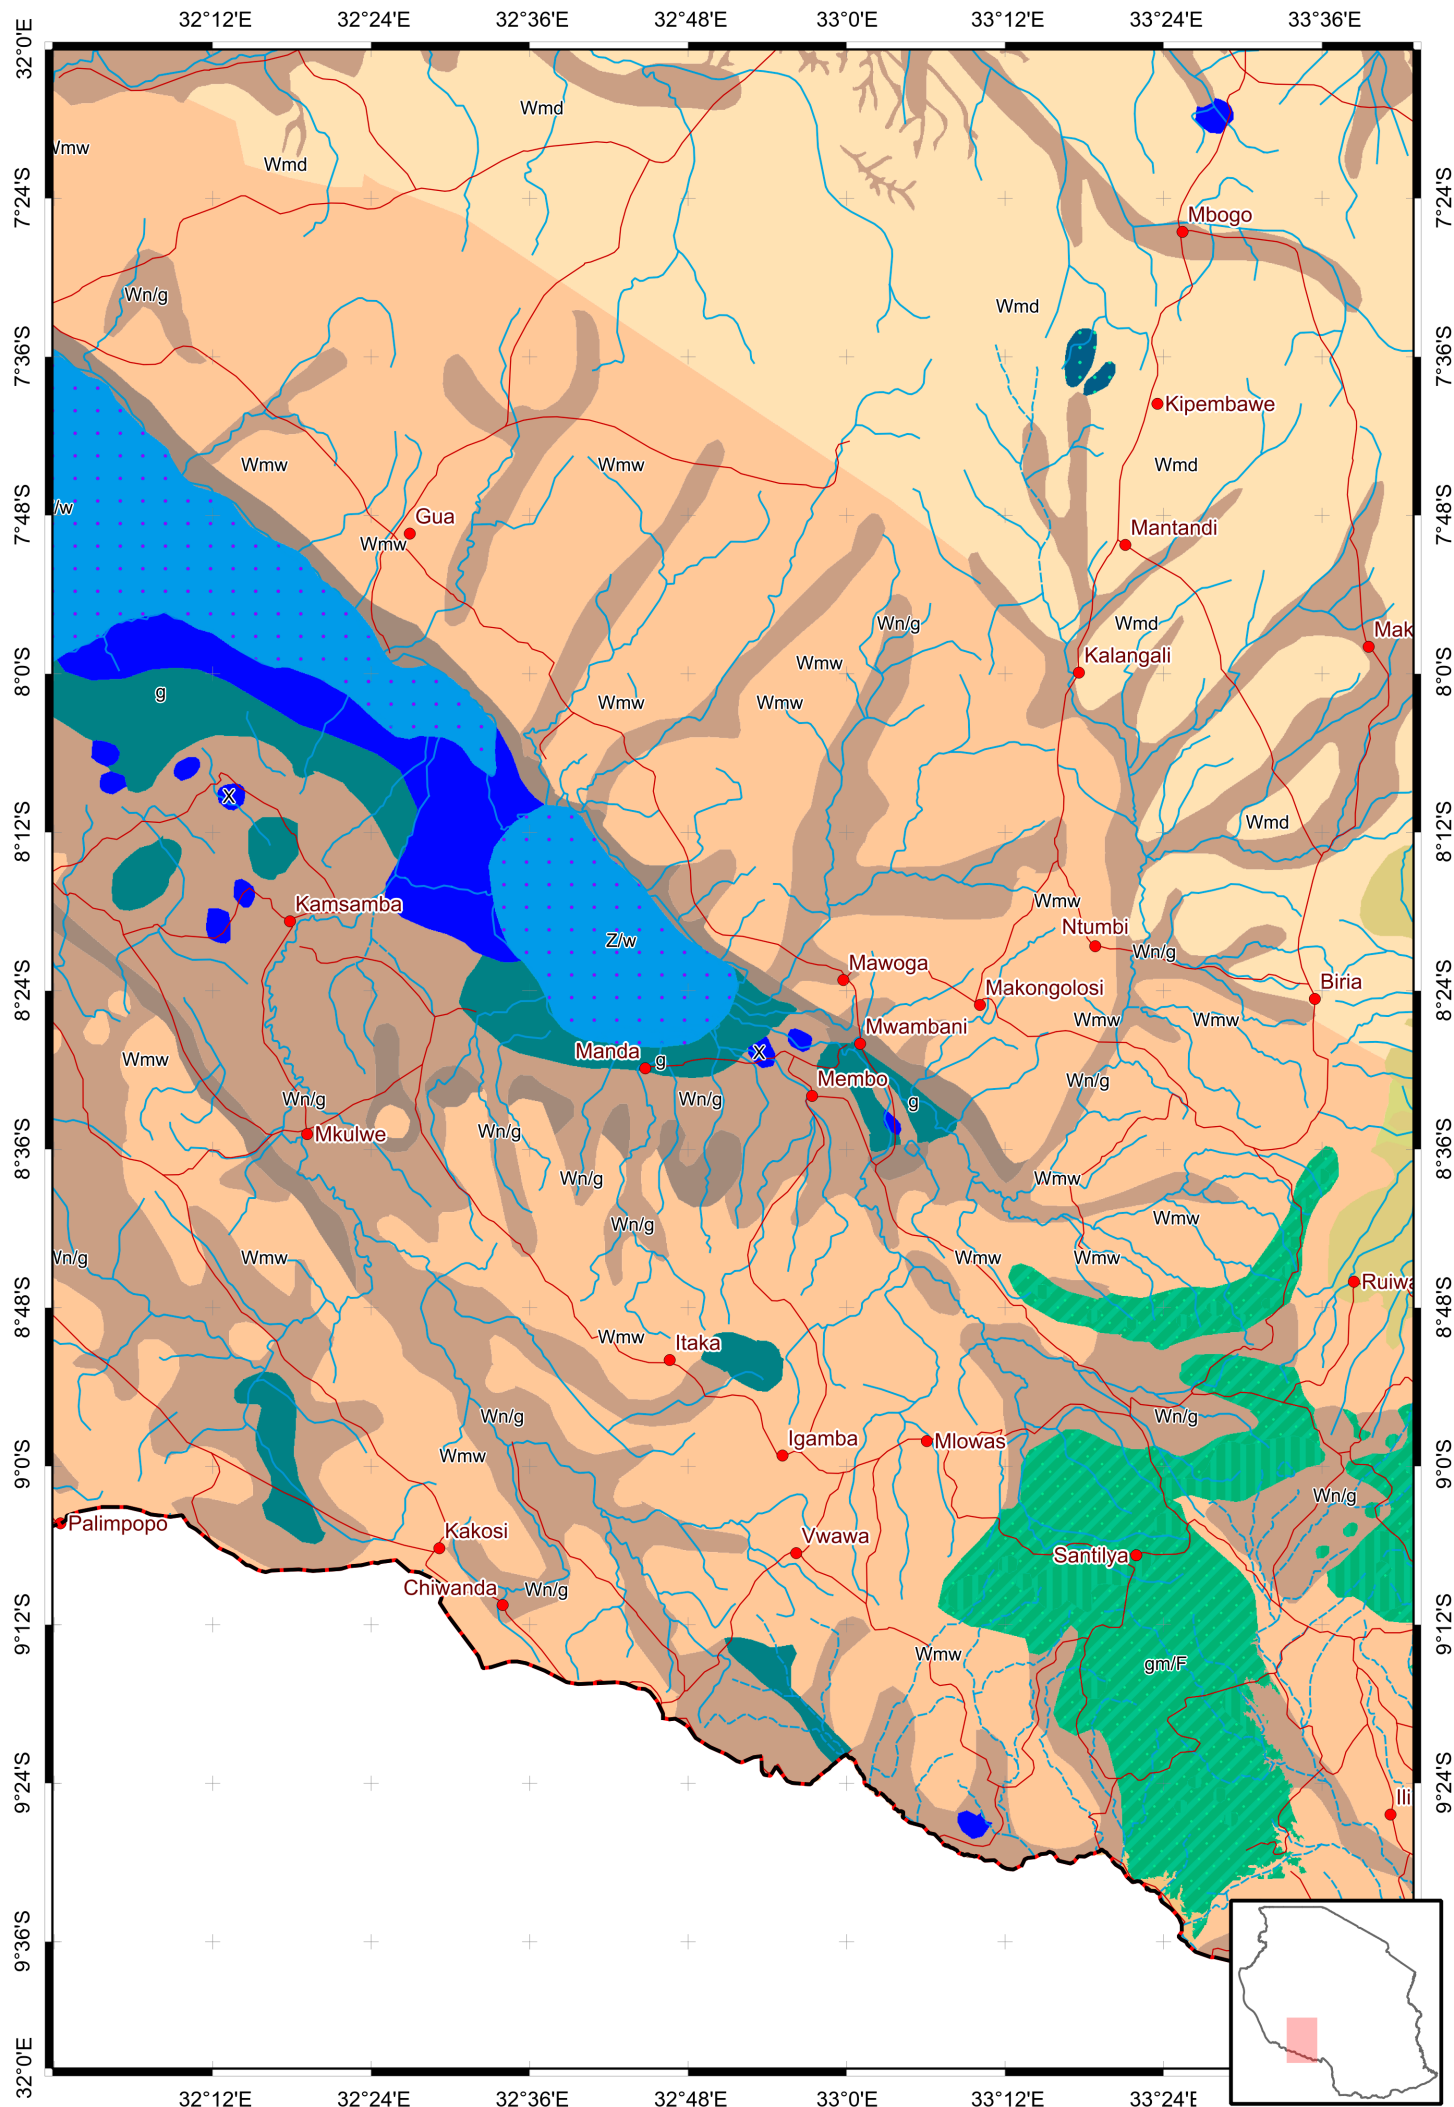 32°12'E 32°24'E 32°36'E 32°48'E 33°0'E 33°12'E 33°24'E 33°36'E
32°0'E
Wmd
Wmw
Wmd
7°24'S 7°24'S
Mbogo
Wn/g
Wmd
7°36'S 7°36'S
Kipembawe
Wmw Wmw Wmd
/w
7°48'S 7°48'S
Gua
Mantandi
Wmw
Wn/g Wmd
Mak
Kalangali
Wmw
8°0'S 8°0'S
g
Wmw Wmw
X
Wmd
8°12'S 8°12'S
Kamsamba
Wmw
Ntumbi
Z/w
Wn/g
Mawoga
Biria
Makongolosi
8°24'S 8°24'S
Wmw Wmw
Mwambani
Manda
X
g
Wmw
Membo
Wn/g
Wn/g Wn/g g
Mkulwe
Wn/g
8°36'S 8°36'S
Wn/g
Wmw
Wn/g
Wmw
Wn/g
Wmw
Wmw Wmw
Ruiwa
8°48'S 8°48'S
Wmw
Itaka
Wn/g
Wn/g
Igamba
Mlowas
Wmw
9°0'S 9°0'S
Wn/g
Palimpopo
Kakosi
Vwawa
Santilya
Chiwanda
Wn/g
9°12'S 9°12'S
Wmw
gm/F
9°24'S 9°24'S
Ili
9°36'S 9°36'S
32°0'E 32°0'E
32°12'E 32°24'E 32°36'E 32°48'E 33°0'E 33°12'E 33°24'E